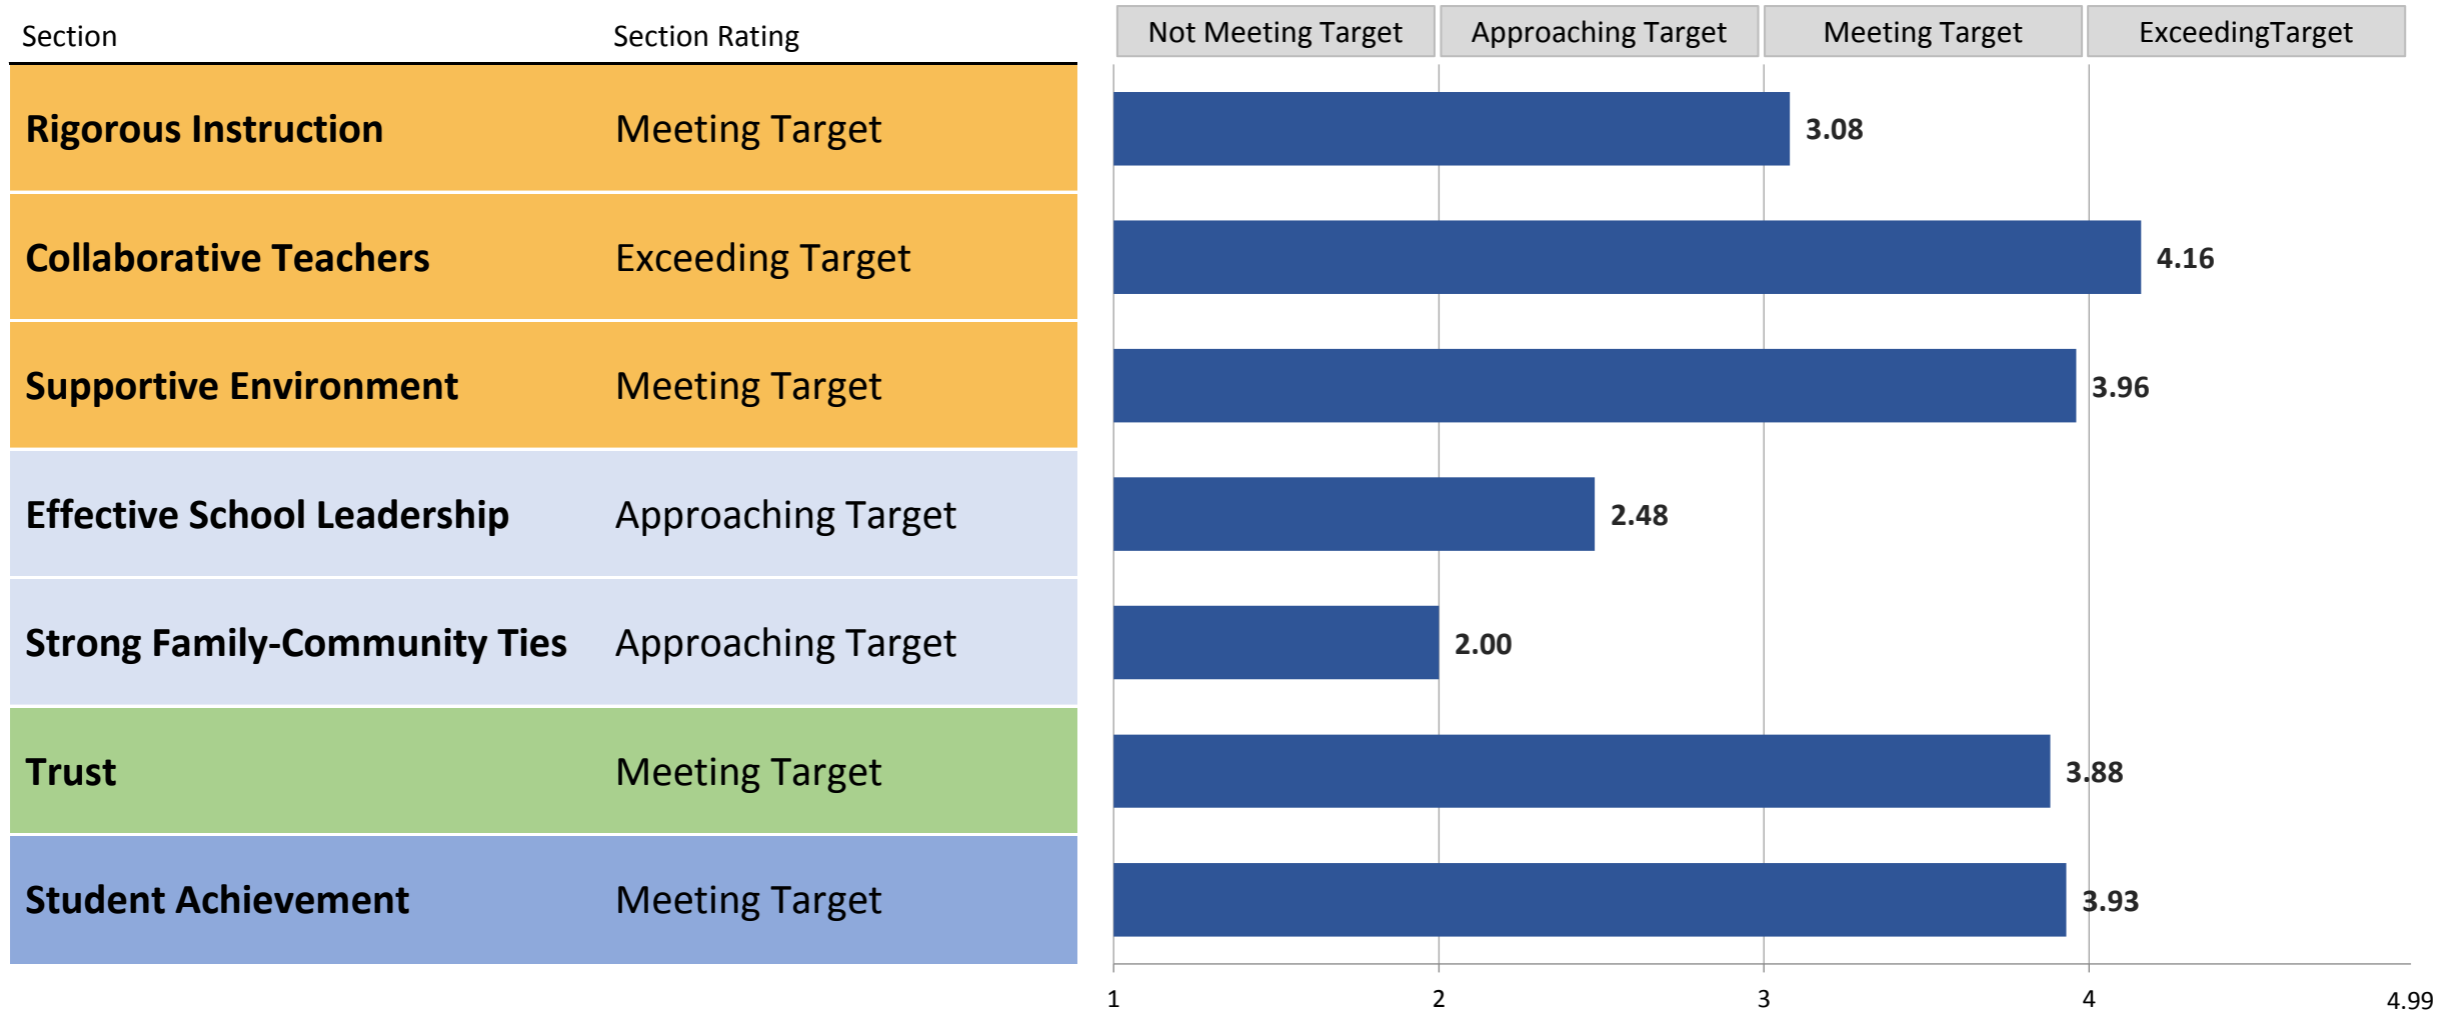 Section Section Rating Not Meeting Target Approaching Target Meeting Target ExceedingTarget
Rigorous Instruction Meeting Target 3.08
Collaborative Teachers Exceeding Target 4.16
Supportive Environment Meeting Target 3.96
Effective School Leadership Approaching Target 2.48
Strong Family-Community Ties Approaching Target 2.00
Trust Meeting Target 3.88
Student Achievement Meeting Target 3.93
1 2 3 4 4.99